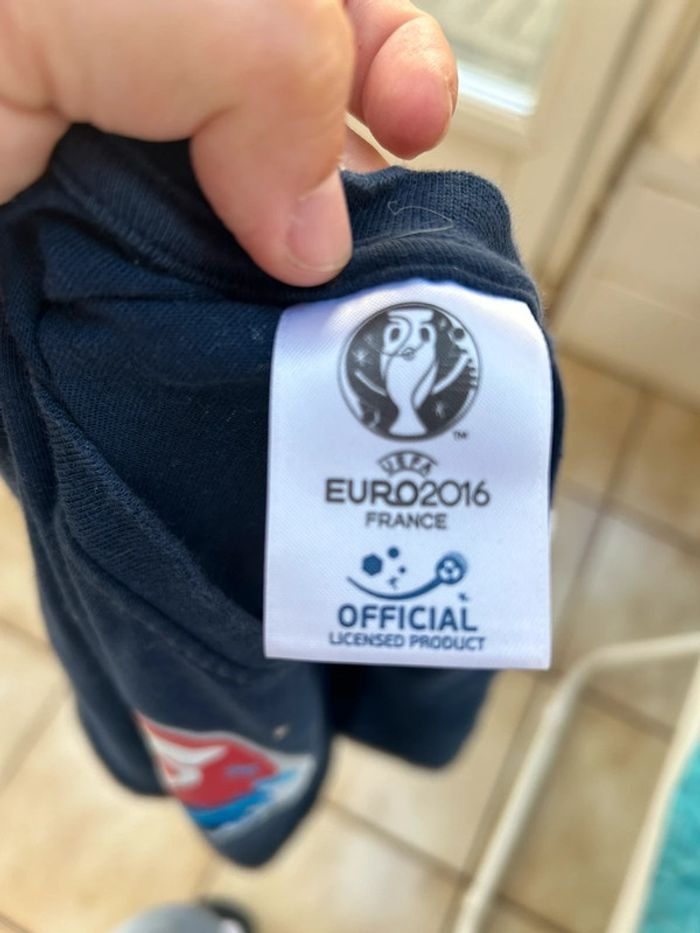 TM
UEFA
EURO2016
FRANCE
OFFICIAL
LICENSED PRODUCT